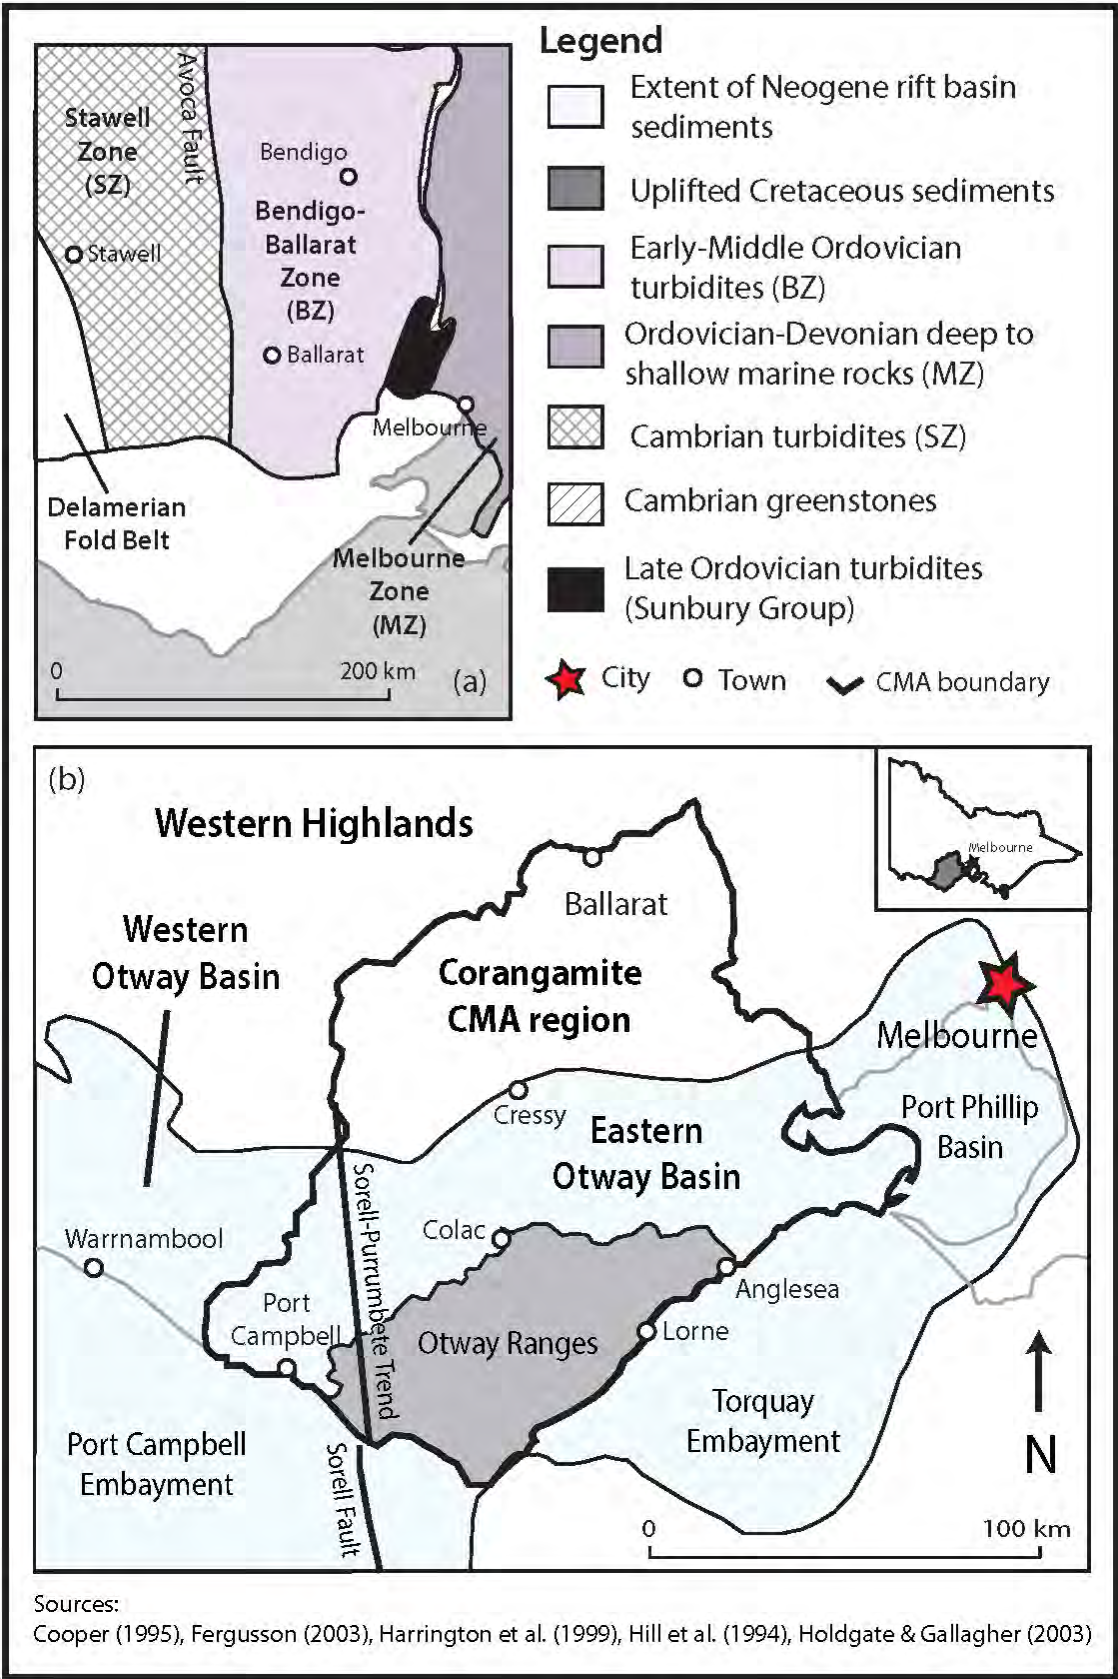 Avoca Fault
Stawell
Zone
(SZ)
Stawell
Bendigo
Bendigo-
Ballarat
Zone
(BZ)
Ballarat
Melbourne
Delamerian
Fold Belt
Melbourne
Zone
(MZ)
0
200 km
(a)
Legend
Extent of Neogene rift basin
sediments
Uplifted Cretaceous sediments
Early-Middle Ordovician
turbidites (BZ)
Ordovician-Devonian deep to
shallow marine rocks (MZ)
Cambrian turbidites (SZ)
Cambrian greenstones
Late Ordovician turbidites
(Sunbury Group)
City
Town
CMA boundary
(b)
Western Highlands
Melbourne
Ballarat
Western
Otway Basin
Corangamite
CMA region
Melbourne
Cressy
Port Phillip
Basin
Eastern
Otway Basin
Sorell-Purrumbete Trend
Warrnambool
Colac
Anglesea
Port
Campbell
Otway Ranges
Lorne
Torquay
Embayment
Port Campbell
Embayment
Sorell Fault
N
0
100 km
Sources:
Cooper (1995), Fergusson (2003), Harrington et al. (1999), Hill et al. (1994), Holdgate & Gallagher (2003)